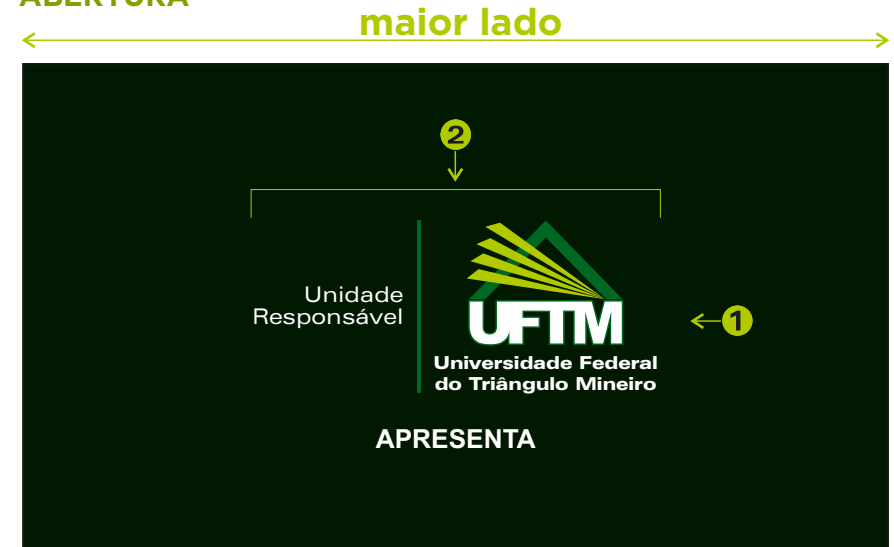 ABERTURA
maior lado
2
Unidade
Responsável
UFTM
1
Universidade Federal
do Triângulo Mineiro
APRESENTA